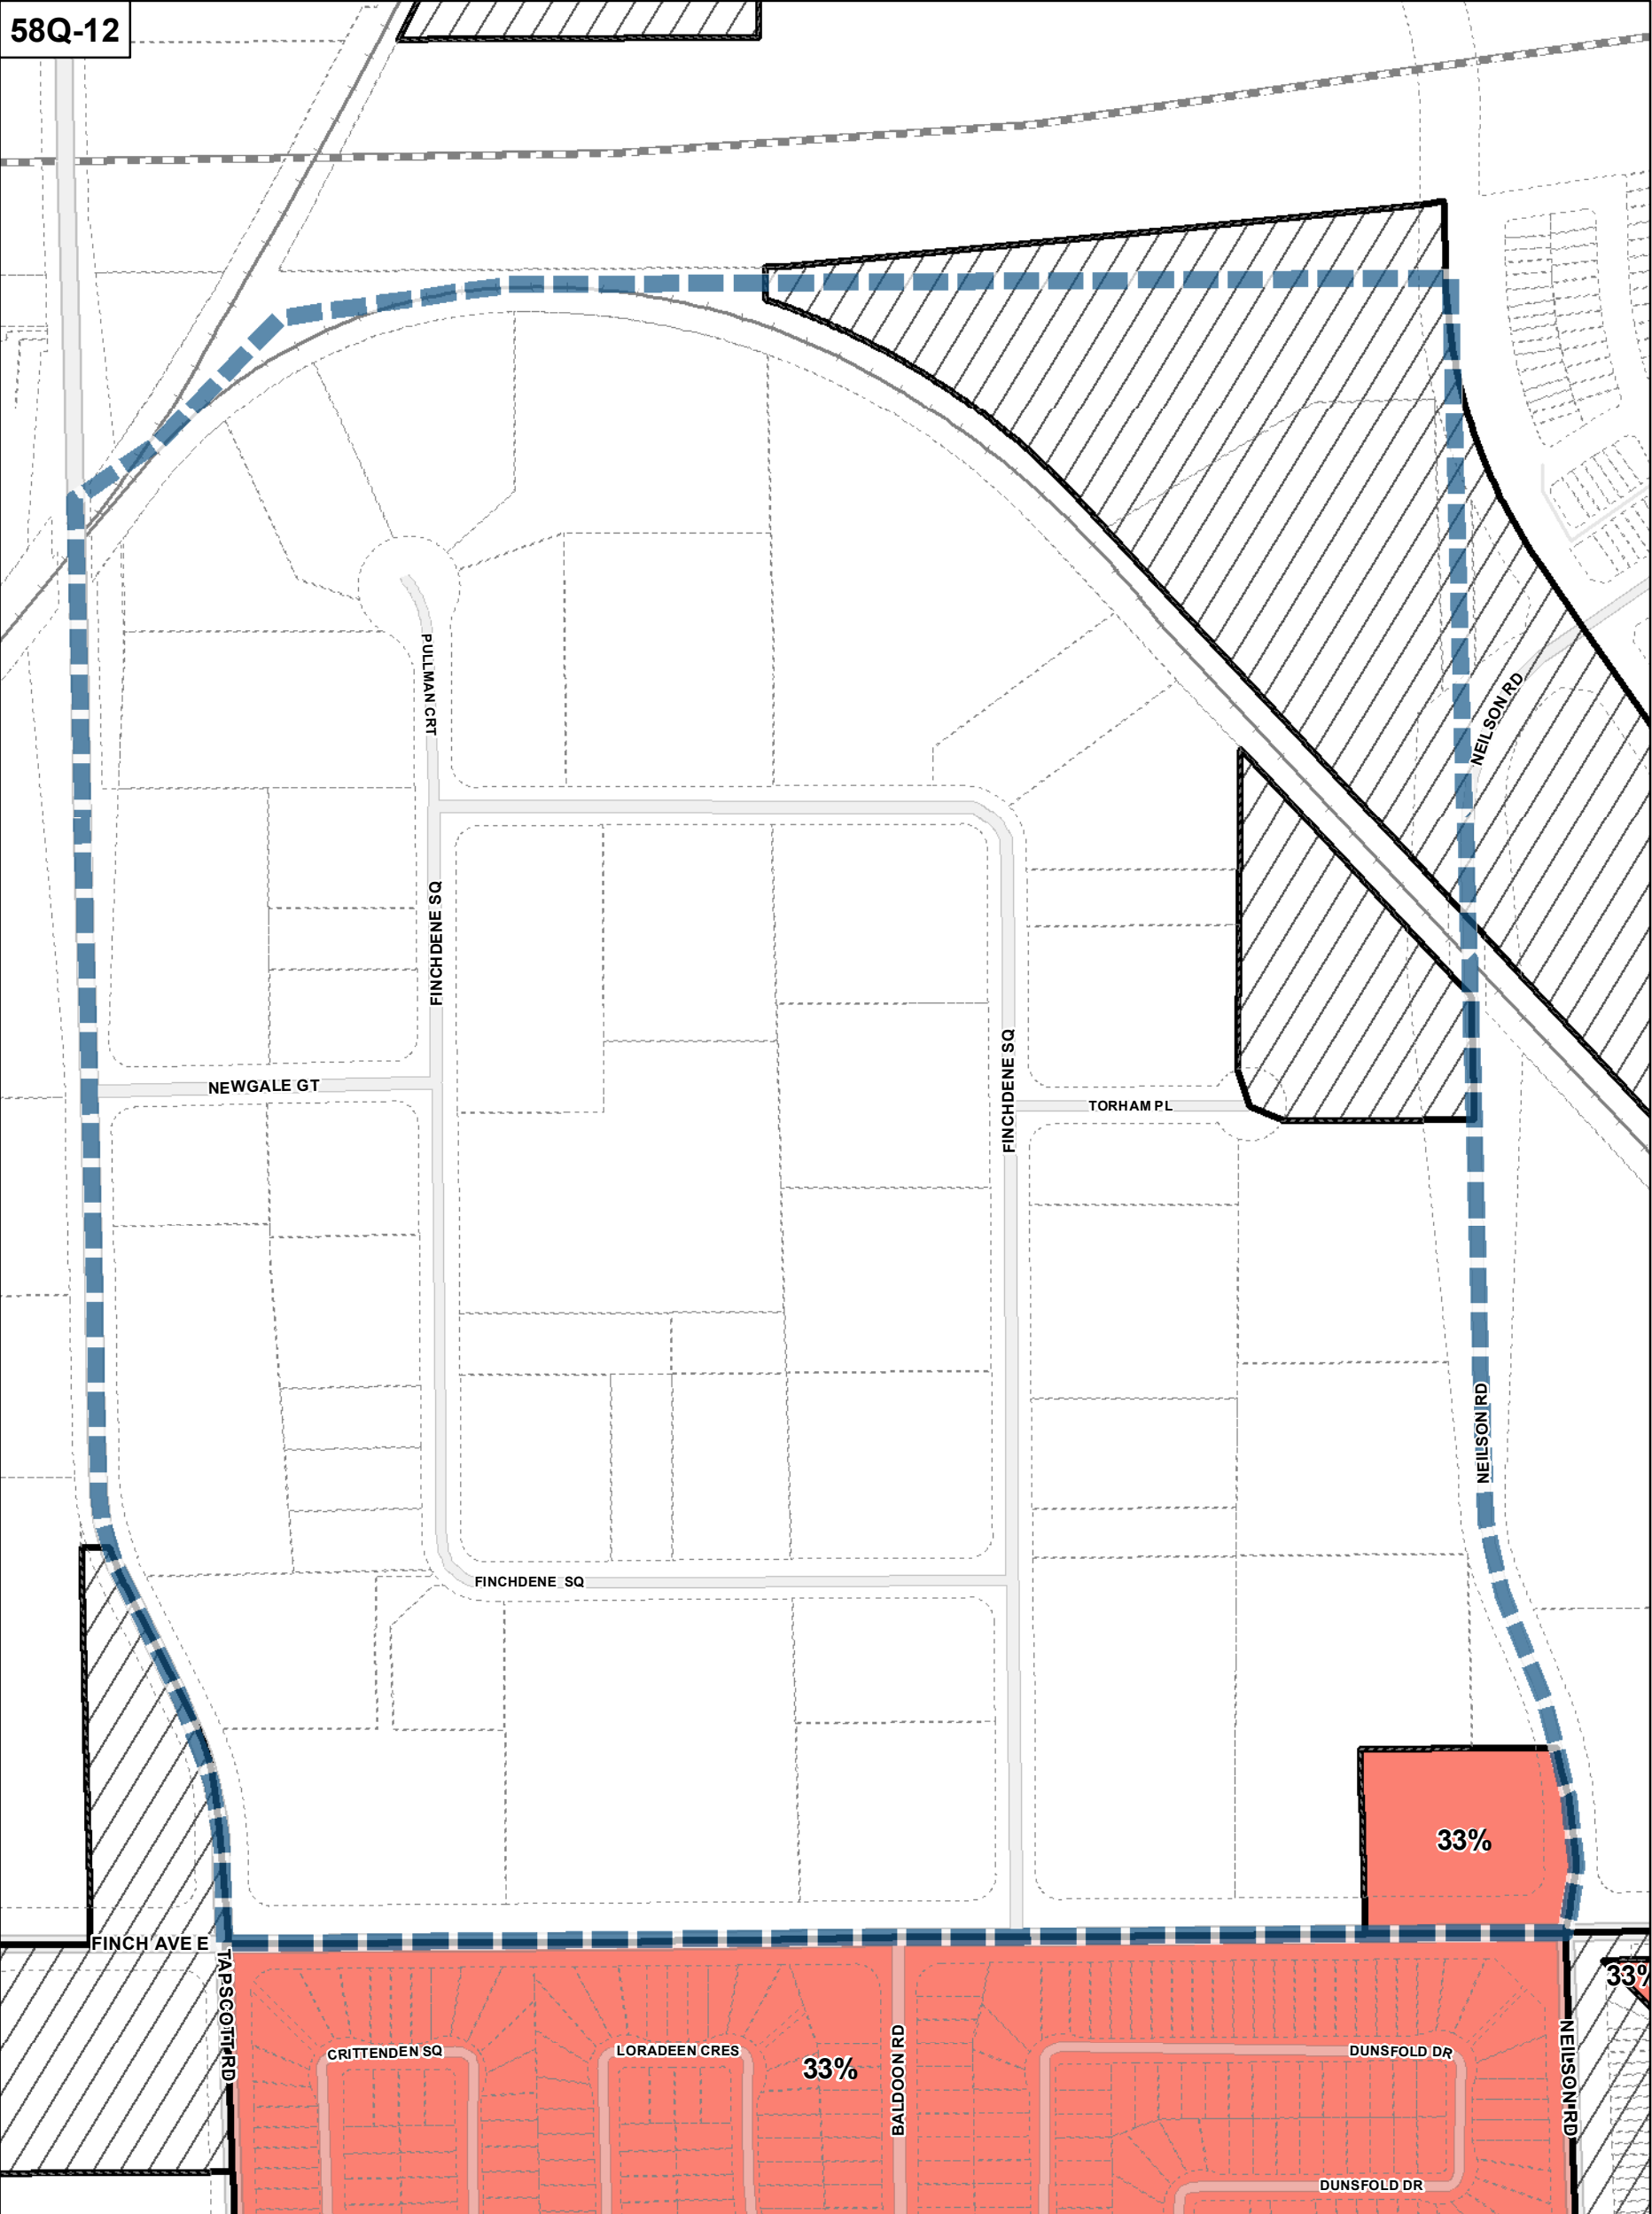 58Q-12
PULLMAN CRT
NEILSON RD
FINCHDENE SQ
FINCHDENE SQ
NEWGALE GT
TORHAM PL
NEILSON RD
FINCHDENE SQ
33%
FINCH AVE E
TAPSCOTT RD
33%
CRITTENDEN SQ
LORADEEN CRES
33%
BALDOON RD
DUNSFOLD DR
NEILSON RD
DUNSFOLD DR